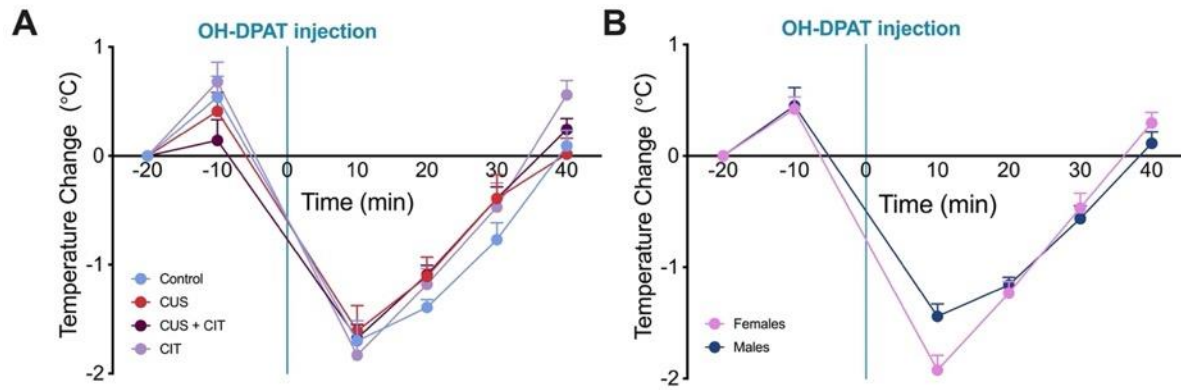 A
OH-DPAT injection
Temperature Change (°C)
1
0
-1
-2
-20
-10
0
10
20
30
40
Time (min)
Control
CUS
CUS + CIT
CIT
B
OH-DPAT injection
Temperature Change (°C)
1
0
-1
-2
-20
-10
0
10
20
30
40
Time (min)
Females
Males